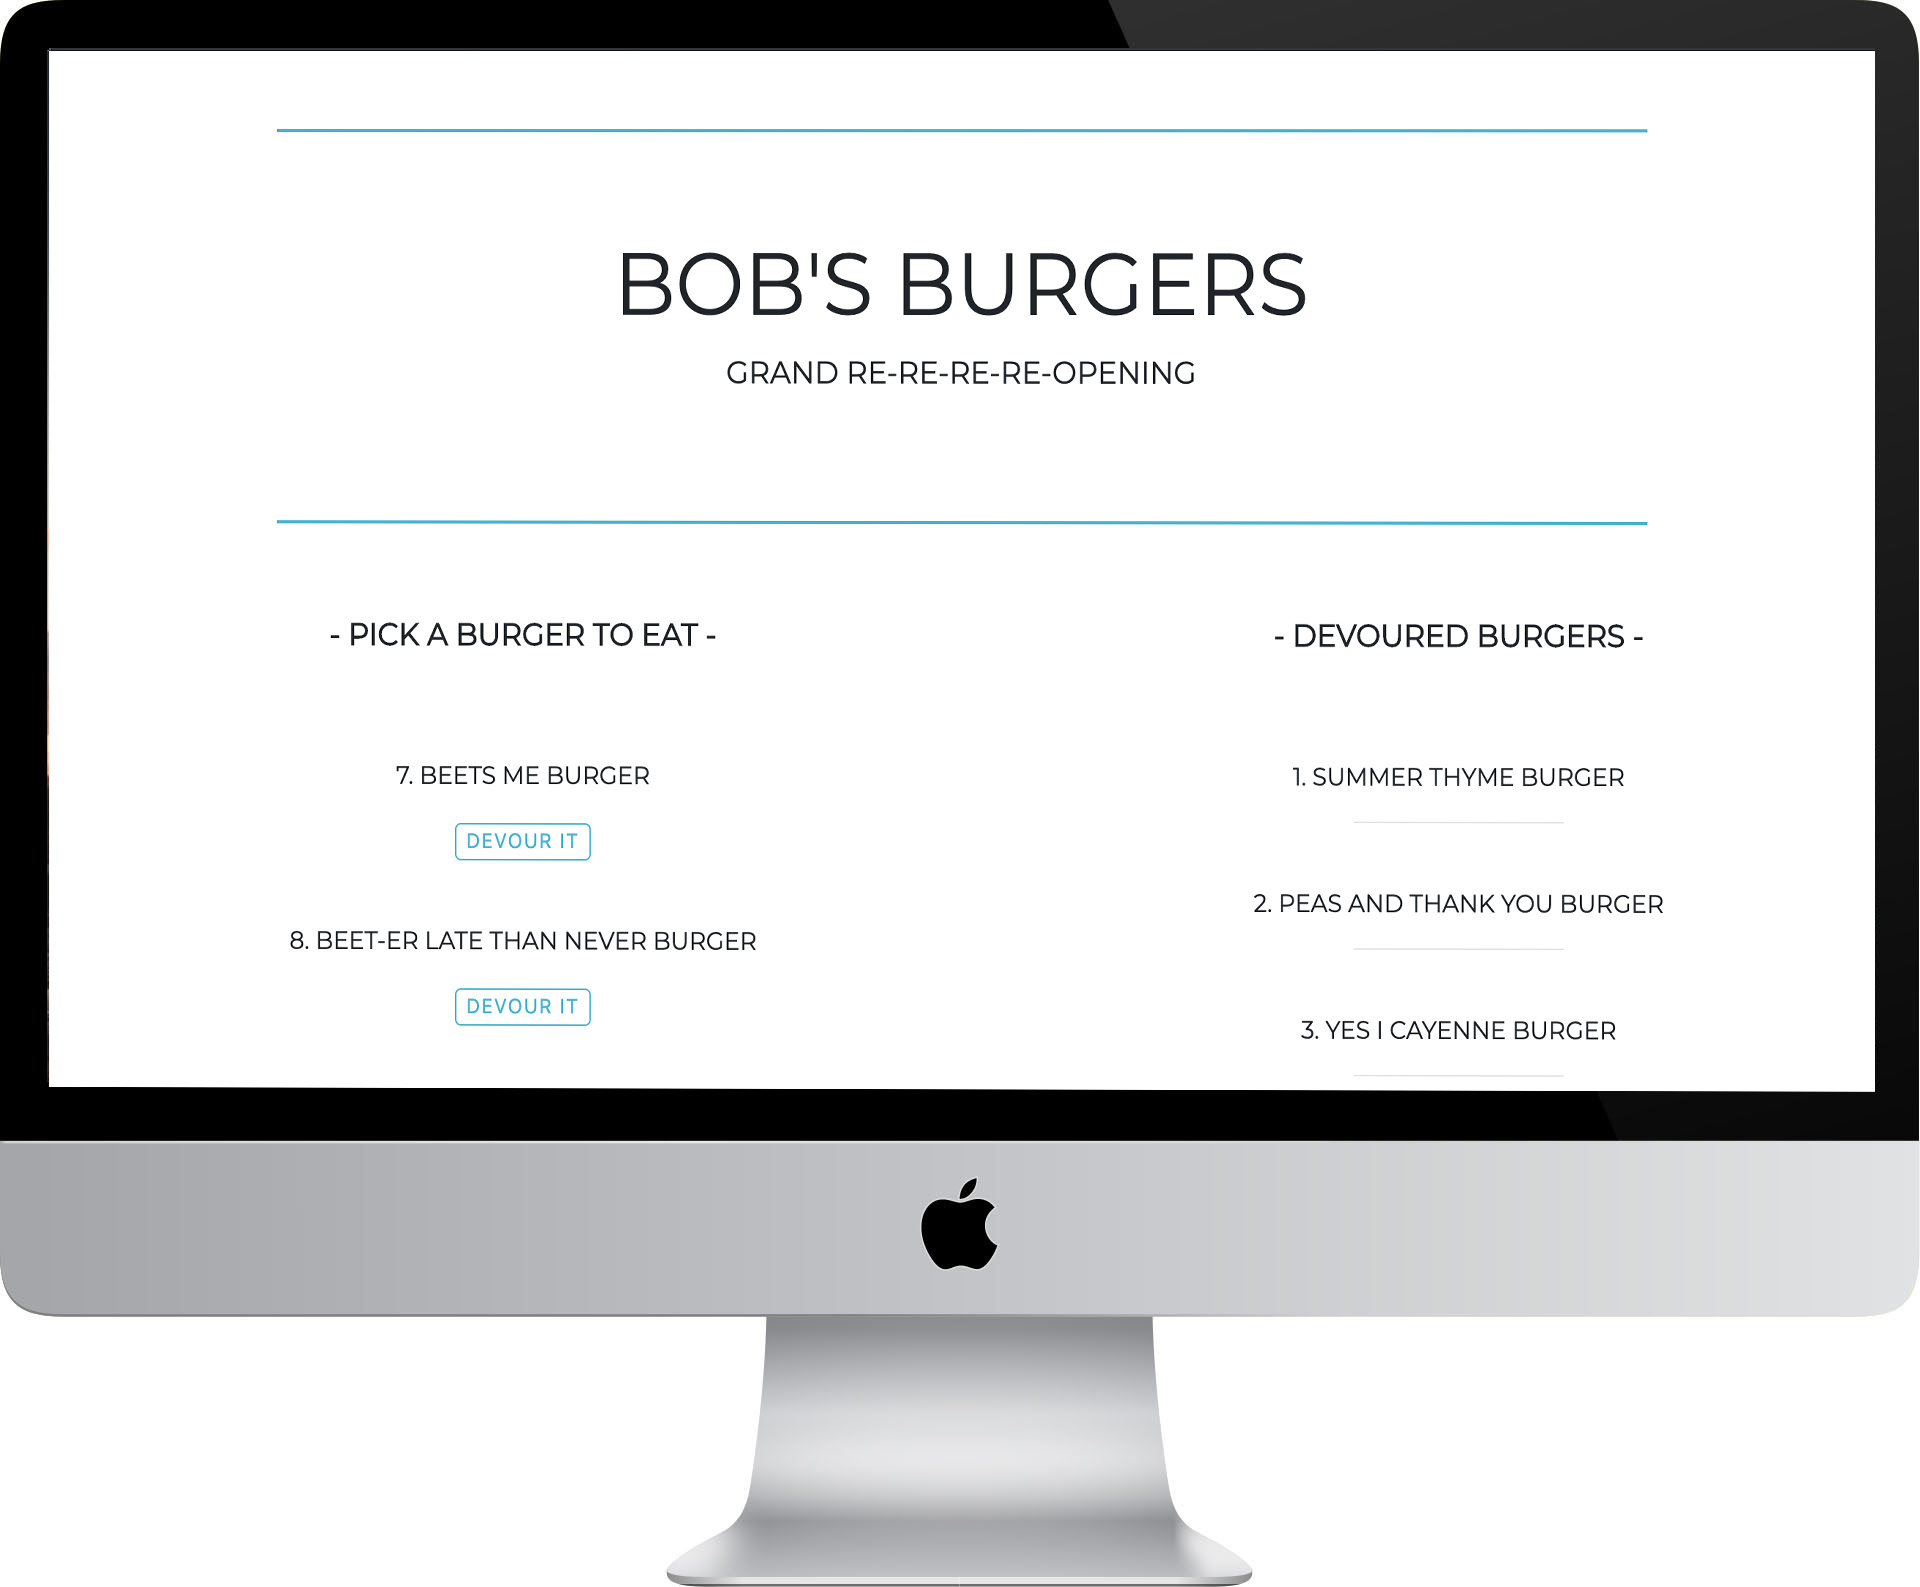 BOB'S BURGERS
GRAND RE-RE-RE-RE-OPENING
- PICK A BURGER TO EAT -
7. BEETS ME BURGER
DEVOUR IT
8. BEET-ER LATE THAN NEVER BURGER
DEVOUR IT
- DEVOURED BURGERS -
1. SUMMER THYME BURGER
2. PEAS AND THANK YOU BURGER
3. YES I CAYENNE BURGER